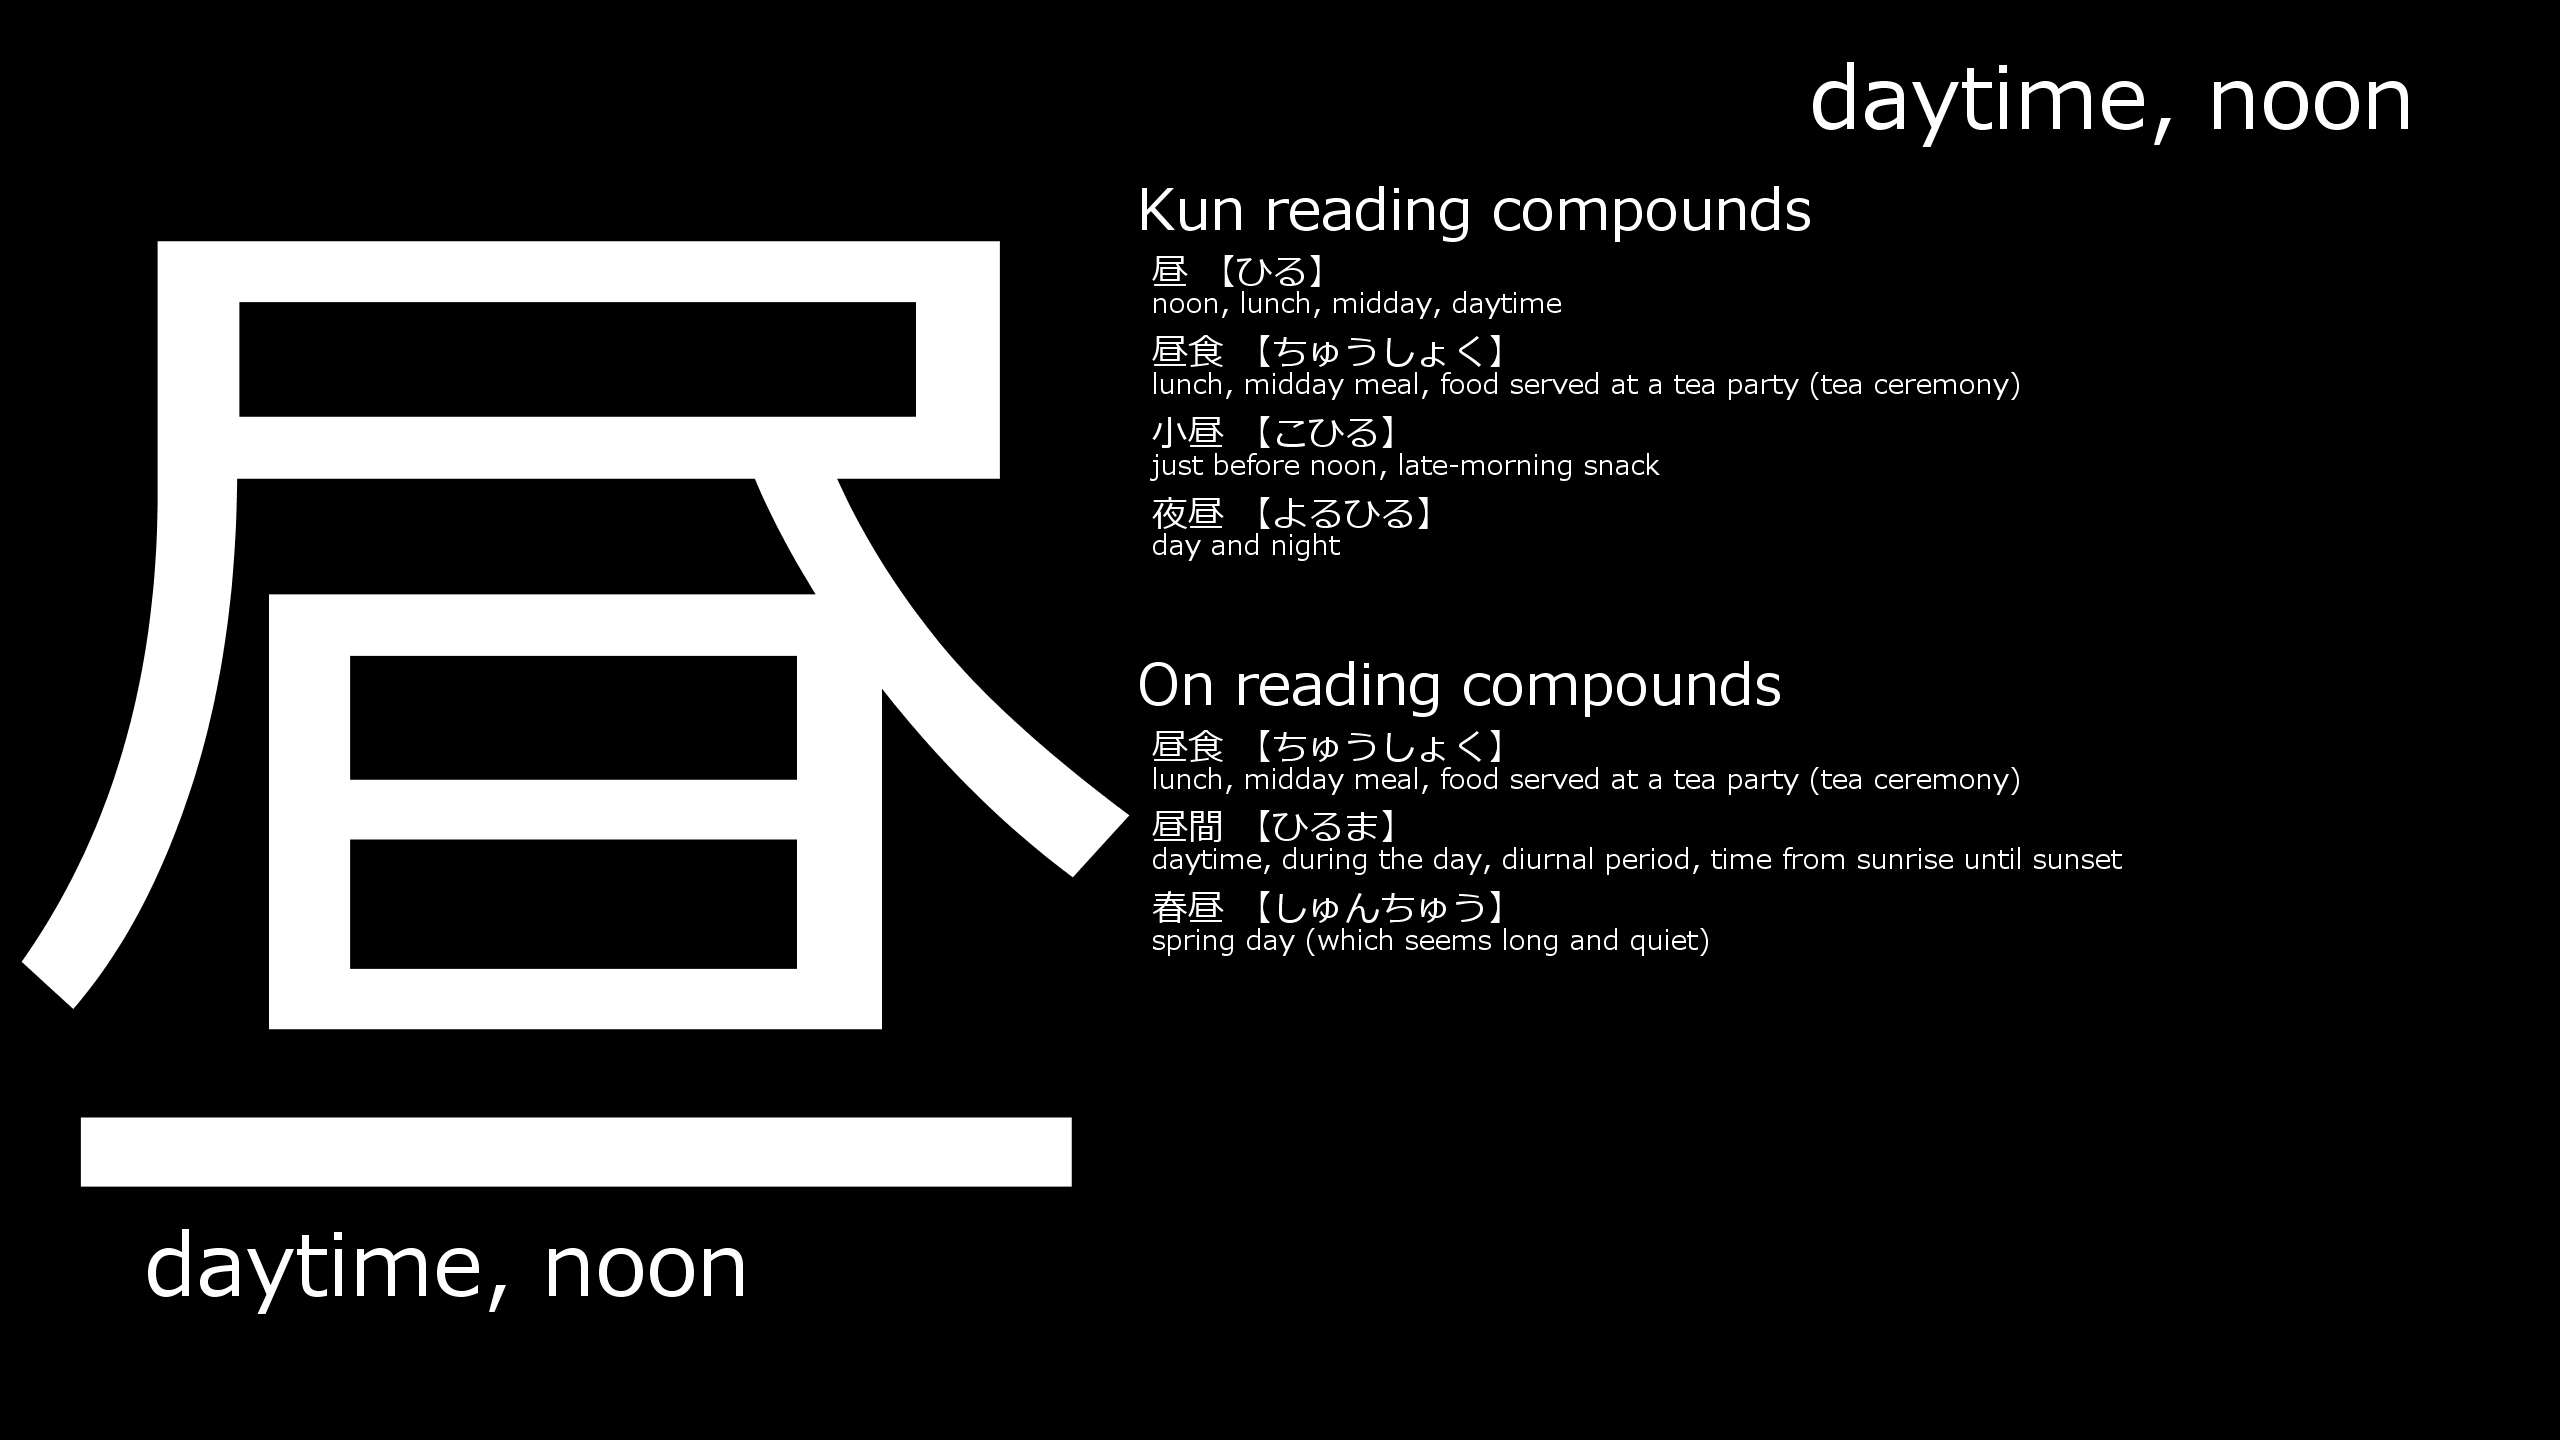 daytime, noon
昼
daytime, noon
Kun reading compounds
昼 【ひる】
noon, lunch, midday, daytime
昼食 【ちゅうしょく】
lunch, midday meal, food served at a tea party (tea ceremony)
小昼 【こひる】
just before noon, late-morning snack
夜昼 【よるひる】
day and night
On reading compounds
昼食 【ちゅうしょく】
lunch, midday meal, food served at a tea party (tea ceremony)
昼間 【ひるま】
daytime, during the day, diurnal period, time from sunrise until sunset
春昼 【しゅんちゅう】
spring day (which seems long and quiet)